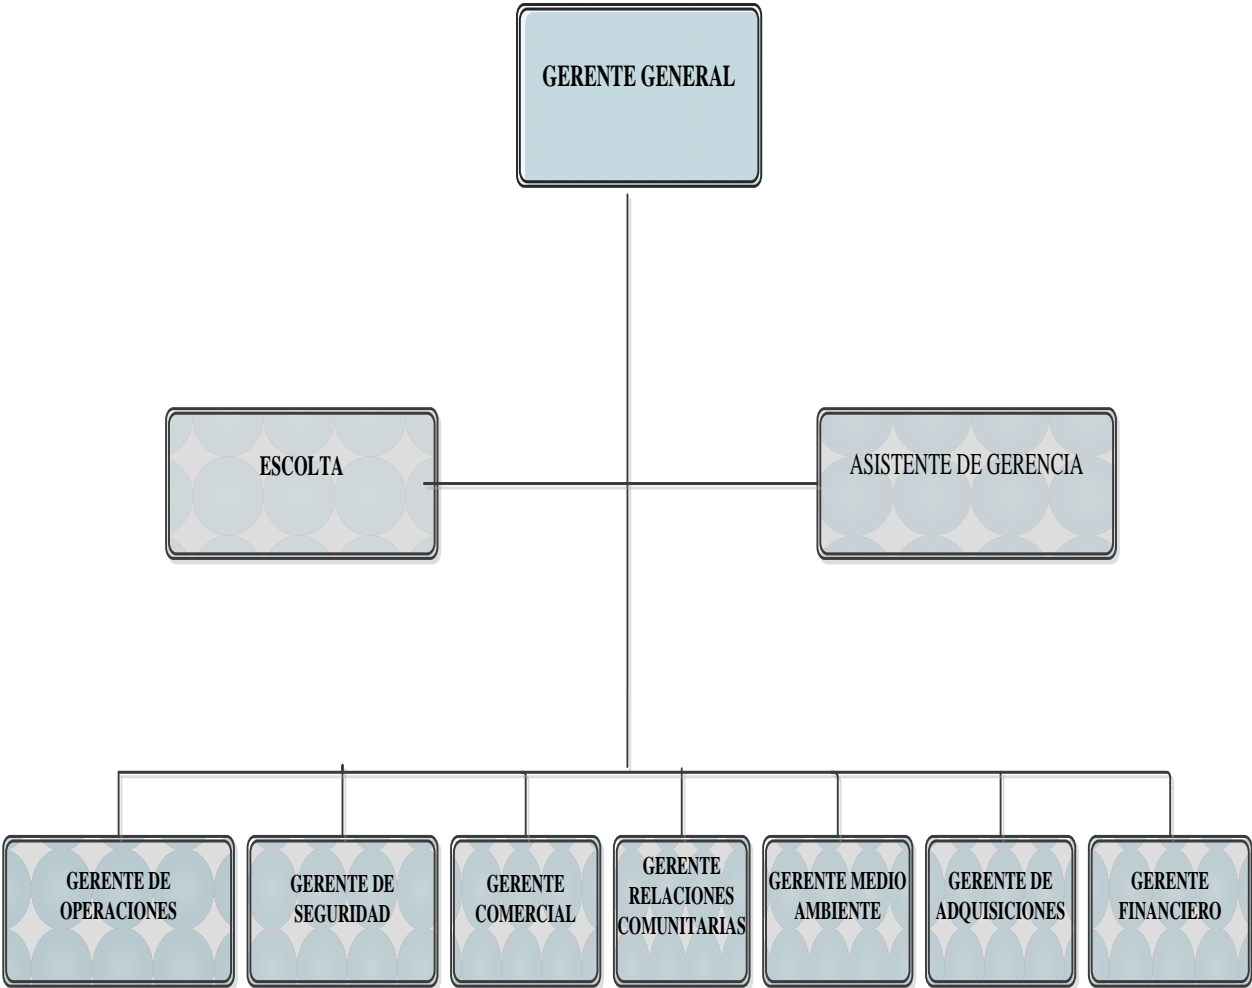 GERENTE GENERAL
ESCOLTA
ASISTENTE DE GERENCIA
GERENTE DE
OPERACIONES
GERENTE DE
SEGURIDAD
GERENTE
COMERCIAL
GERENTE
RELACIONES
COMUNITARIAS
GERENTE MEDIO
AMBIENTE
GERENTE DE
ADQUISICIONES
GERENTE
FINANCIERO